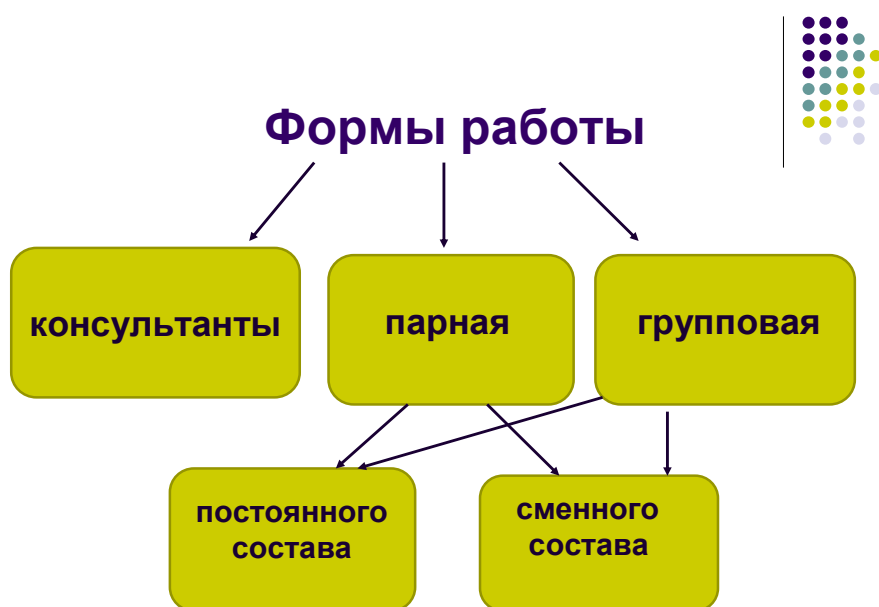 Формы работы
консультанты
парная
групповая
постоянного
состава
сменного
состава